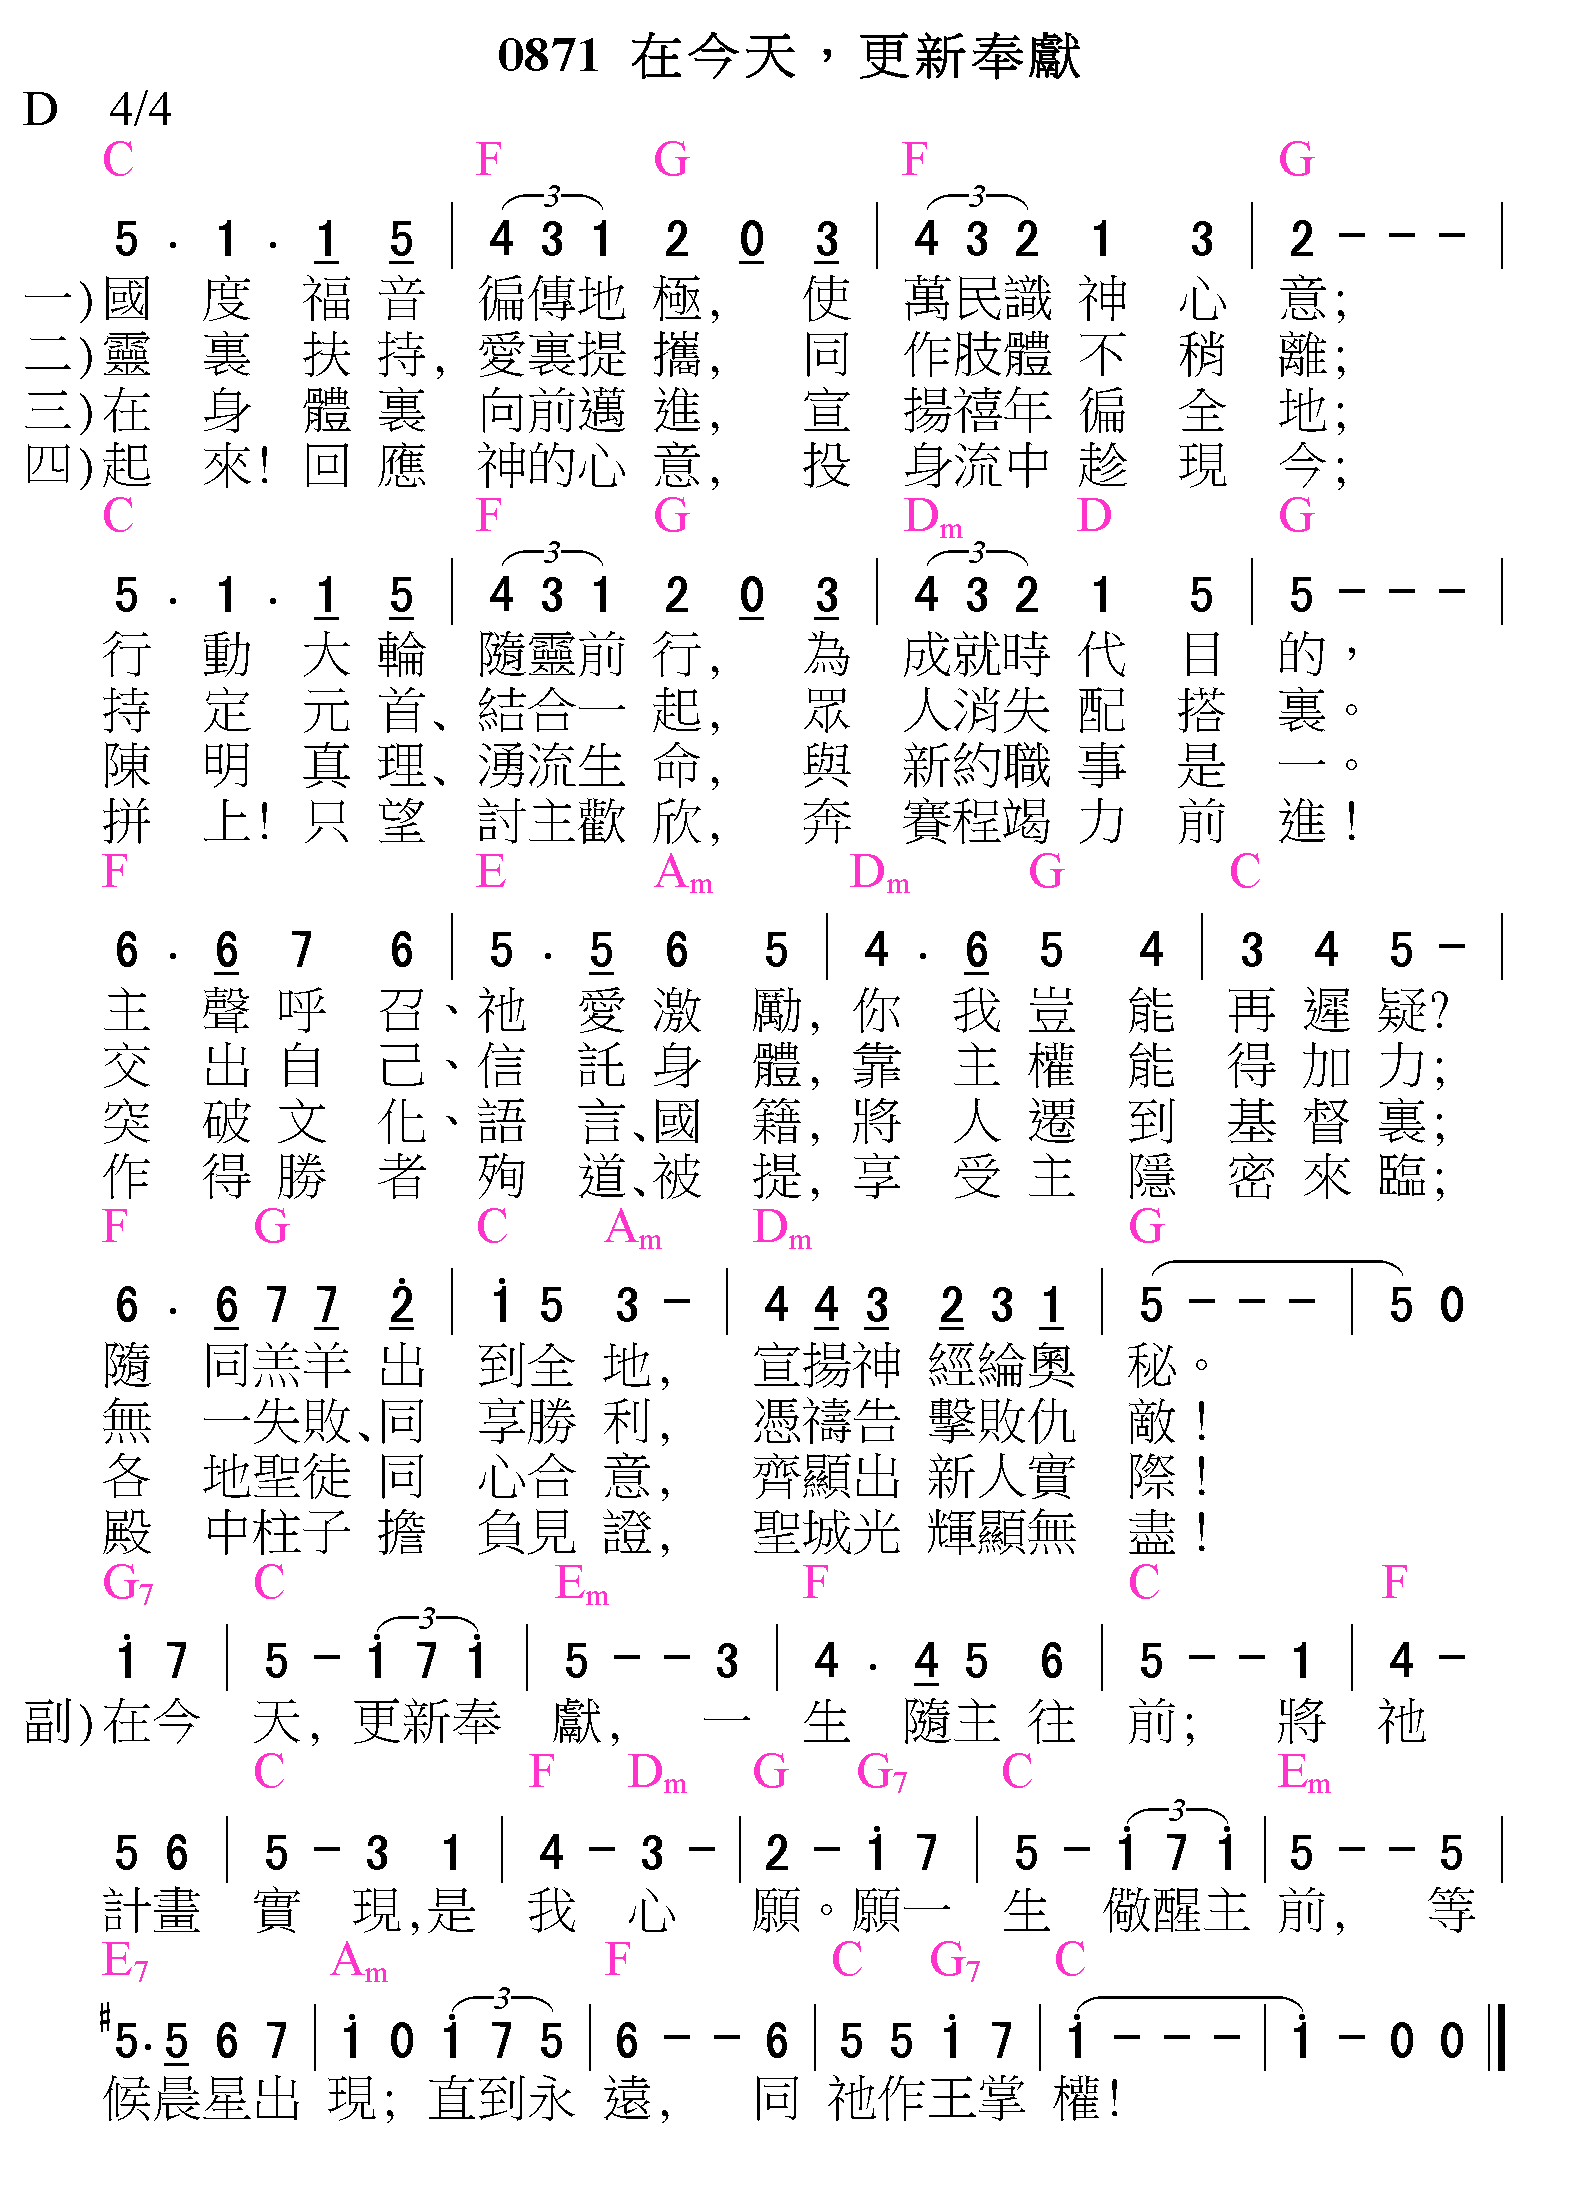 0871 在今天，更新奉獻
D 4/4
C F G F G
5 . 1 . 1 5 | 4 3 1 2 0 3 | 4 3 2 1 3 | 2 - - - |
一)國 度 福 音 徧傳地 極, 使 萬民識 神 心 意;
二)靈 裏 扶 持, 愛裏提 攜, 同 作肢體 不 稍 離;
三)在 身 體 裏 向前邁 進, 宣 揚禧年 徧 全 地;
四)起 來! 回 應 神的心 意, 投 身流中 趁 現 今;
C F G Dm D G
5 . 1 . 1 5 | 4 3 1 2 0 3 | 4 3 2 1 5 | 5 - - - |
行 動 大 輪 隨靈前 行, 為 成就時 代 目 的，
持 定 元 首、結合一 起, 眾 人消失 配 搭 裏。
陳 明 真 理、湧流生 命, 與 新約職 事 是 一。
拼 上! 只 望 討主歡 欣, 奔 賽程竭 力 前 進!
F E Am Dm G C
6 . 6 7 6 | 5 . 5 6 5 | 4 . 6 5 4 | 3 4 5 - |
主 聲 呼 召、祂 愛 激 勵, 你 我 豈 能 再 遲 疑?
交 出 自 己、信 託 身 體, 靠 主 權 能 得 加 力;
突 破 文 化、語 言、國 籍, 將 人 遷 到 基 督 裏;
作 得 勝 者 殉 道、被 提, 享 受 主 隱 密 來 臨;
F G C Am Dm G
6 . 6 7 7 2̇ | 1̇ 5 3 - | 4 4 3 2 3 1 | 5 - - - | 5 0
隨 同羔羊 出 到全 地, 宣揚神 經綸奧 秘。
無 一失敗、同 享勝 利, 憑禱告 擊敗仇 敵!
各 地聖徒 同 心合 意, 齊顯出 新人實 際!
殿 中柱子 擔 負見 證, 聖城光 輝顯無 盡!
G7 C Em F C F
1̇ 7 | 5 - 1̇ 7 1̇ | 5 - - 3 | 4 . 4 5 6 | 5 - - 1 | 4 -
副)在今 天, 更新奉 獻, 一 生 隨主 往 前; 將 祂
C F Dm G G7 C Em
5 6 | 5 - 3 1 | 4 - 3 - | 2 - 1̇ 7 | 5 - 1̇ 7 1̇ | 5 - - 5 |
計畫 實 現,是 我 心 願。願一 生 儆醒主 前, 等
E7 Am F C G7 C
#5. 5 6 7 | 1̇ 0 1̇ 7 5 | 6 - - 6 | 5 5 1̇ 7 | 1̇ - - - | 1̇ - 0 0 ||
候晨星出 現; 直到永 遠, 同 祂作王掌 權!